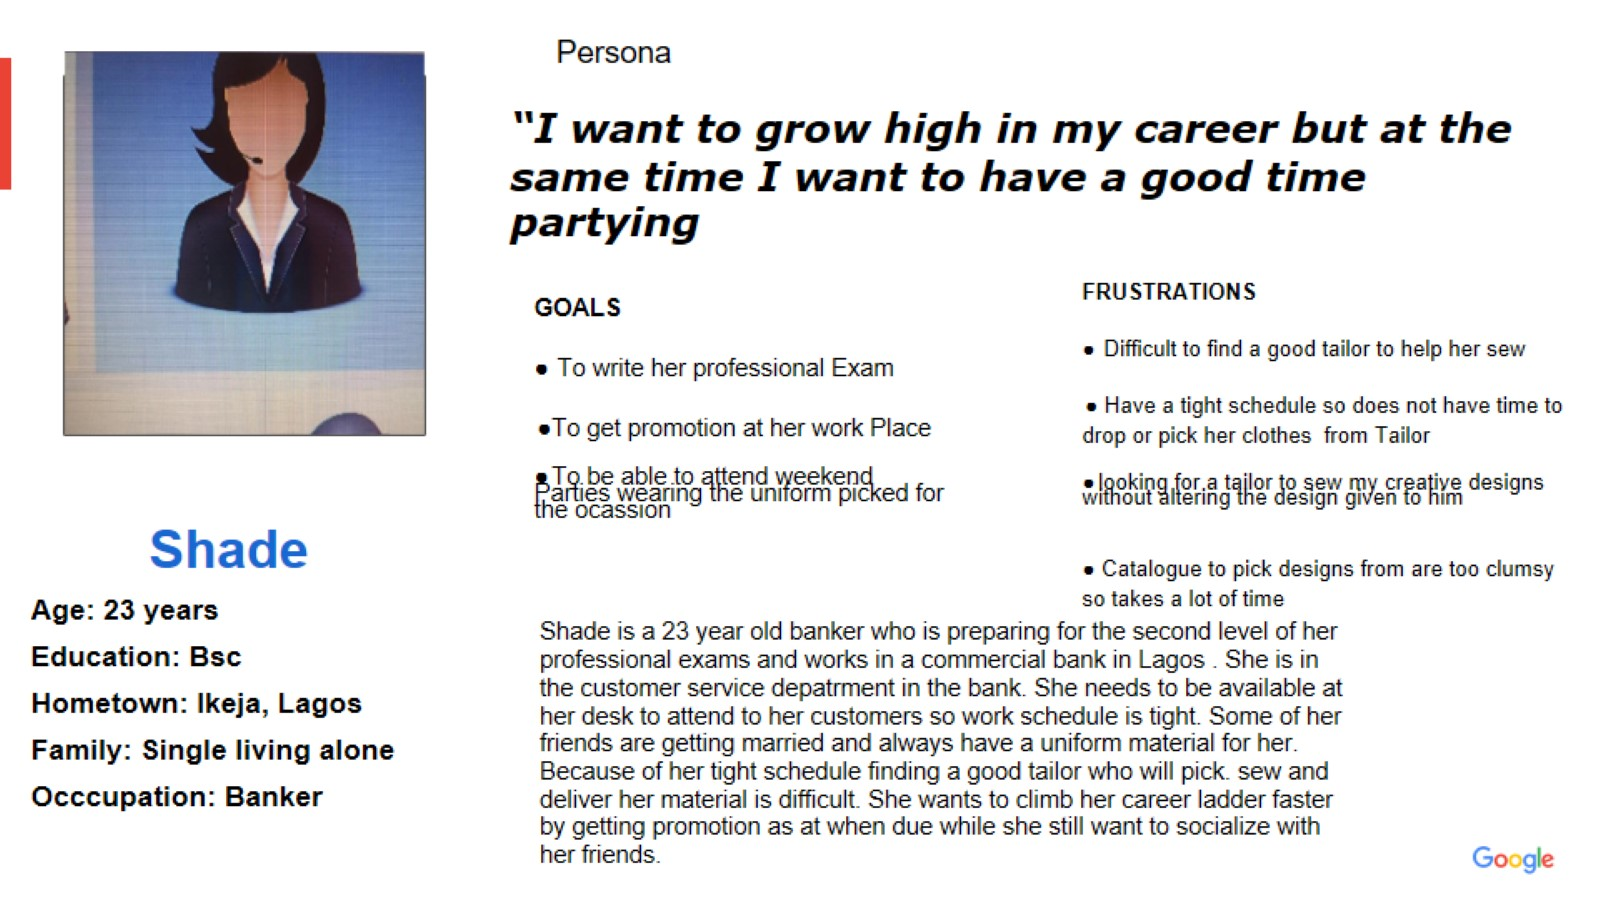 Persona
“I want to grow high in my career but at the
same time I want to have a good time
partying
GOALS
● To write her professional Exam
●To get promotion at her work Place
●To be able to attend weekend
Parties wearing the uniform picked for
the ocassion
FRUSTRATIONS
● Difficult to find a good tailor to help her sew
● Have a tight schedule so does not have time to
drop or pick her clothes from Tailor
●looking for a tailor to sew my creative designs
without altering the design given to him
● Catalogue to pick designs from are too clumsy
so takes a lot of time
Shade
Age: 23 years
Education: Bsc
Hometown: Ikeja, Lagos
Family: Single living alone
Occcupation: Banker
Shade is a 23 year old banker who is preparing for the second level of her
professional exams and works in a commercial bank in Lagos . She is in
the customer service depatrment in the bank. She needs to be available at
her desk to attend to her customers so work schedule is tight. Some of her
friends are getting married and always have a uniform material for her.
Because of her tight schedule finding a good tailor who will pick. sew and
deliver her material is difficult. She wants to climb her career ladder faster
by getting promotion as at when due while she still want to socialize with
her friends.
Google